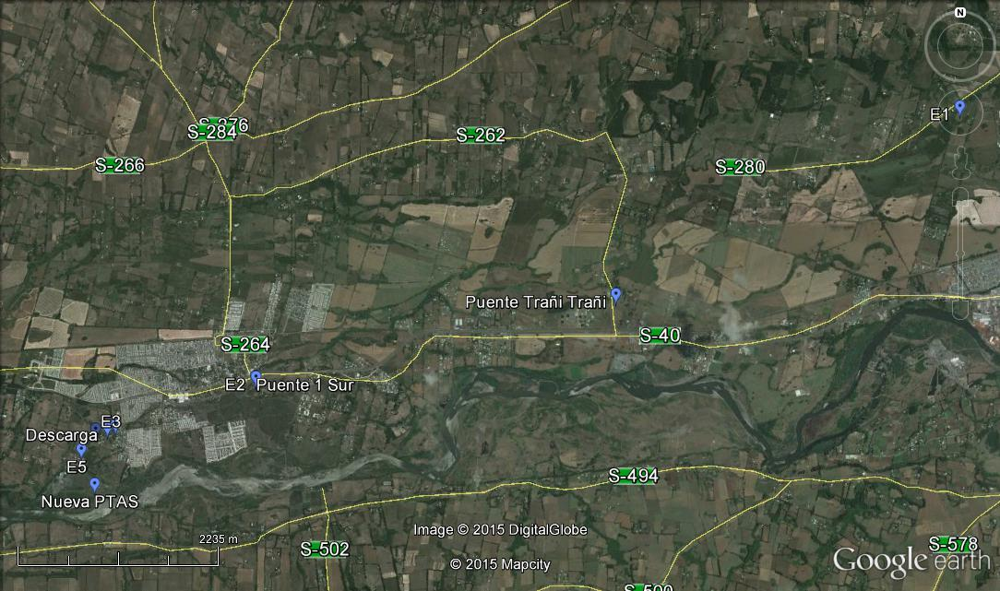 N
E1
S-276
S-284
S-262
S-266
S-280
Puente Trañi Trañi
S-40
S-264
E2 Puente 1 Sur
E3
Descarga
E5
S-494
Nueva PTAS
Image © 2015 DigitalGlobe
2235 m
S-502
S-578
© 2015 Mapcity
Google earth